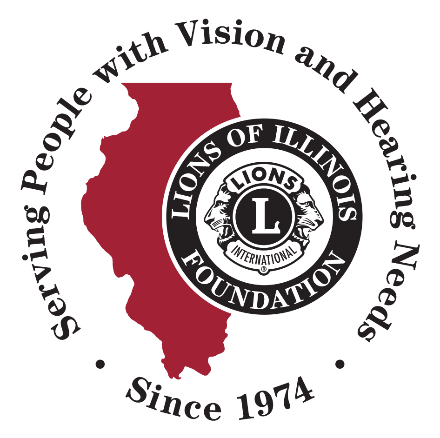 Serving People with Vision and Hearing Needs
• Since 1974 •
LIONS OF ILLINOIS
FOUNDATION
LIONS
L
INTERNATIONAL
®